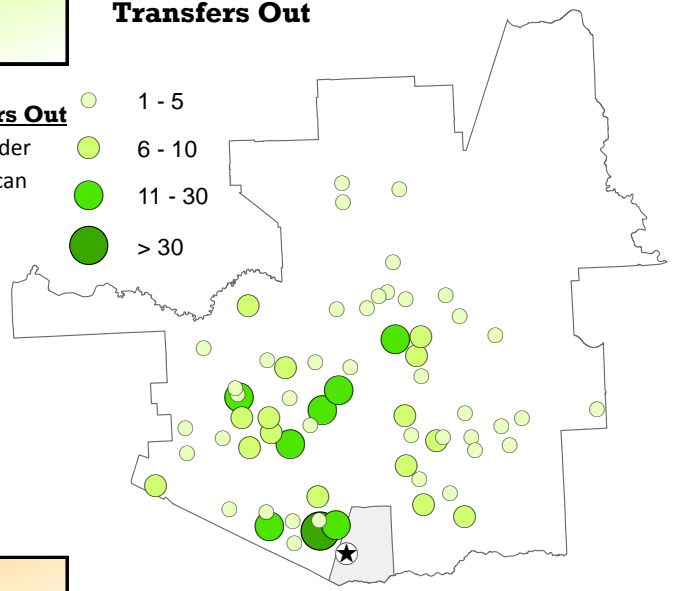 Transfers Out
rs Out
der
can
1 - 5
6 - 10
11 - 30
> 30